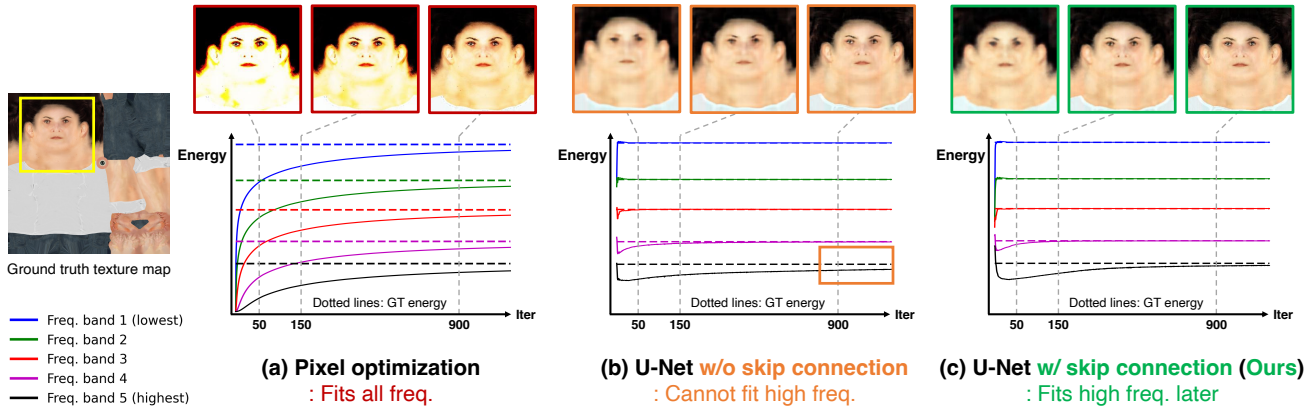 Ground truth texture map
Freq. band 1 (lowest)
Freq. band 2
Freq. band 3
Freq. band 4
Freq. band 5 (highest)
Energy
Dotted lines: GT energy
Iter
50
150
900
(a) Pixel optimization
: Fits all freq.
Energy
Dotted lines: GT energy
Iter
50
150
900
(b) U-Net w/o skip connection
: Cannot fit high freq.
Energy
Dotted lines: GT energy
Iter
50
150
900
(c) U-Net w/ skip connection (Ours)
: Fits high freq. later